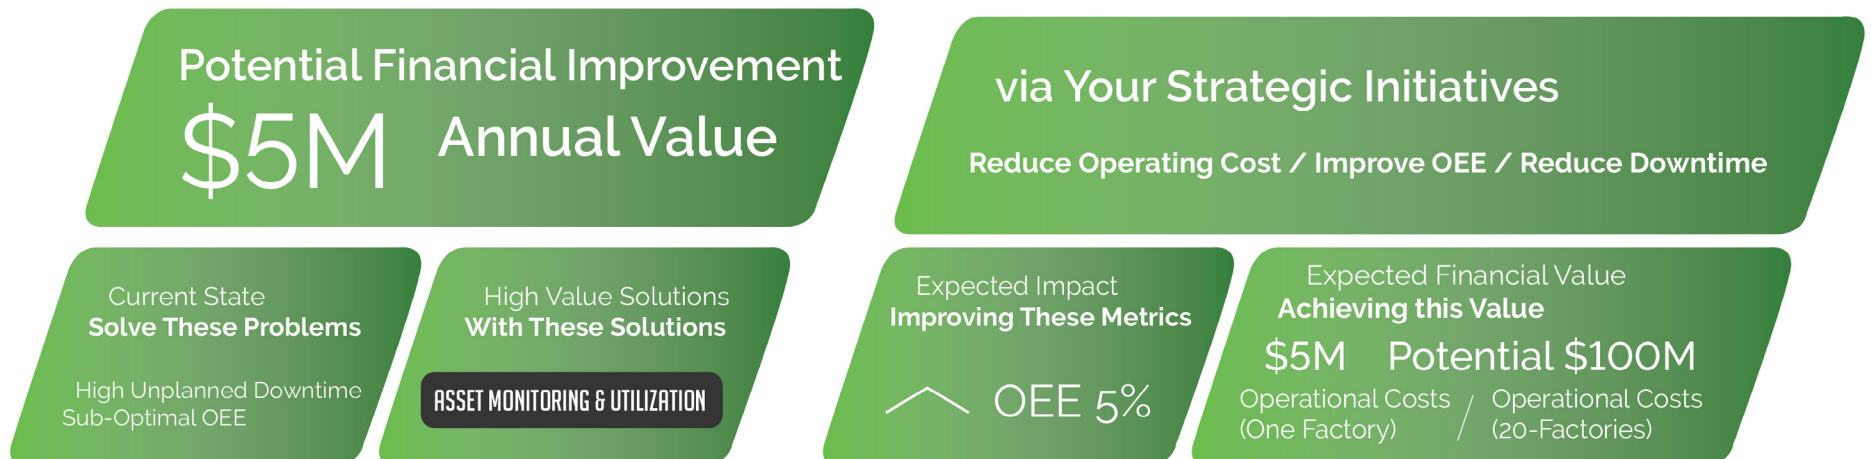 Potential Financial Improvement
$5M Annual Value
via Your Strategic Initiatives
Reduce Operating Cost / Improve OEE / Reduce Downtime
Current State
Solve These Problems
High Unplanned Downtime
Sub-Optimal OEE
High Value Solutions
With These Solutions
ASSET MONITORING & UTILIZATION
Expected Impact
Improving These Metrics
OEE 5%
Expected Financial Value
Achieving this Value
$5M Potential $100M
Operational Costs / Operational Costs
(One Factory) (20-Factories)